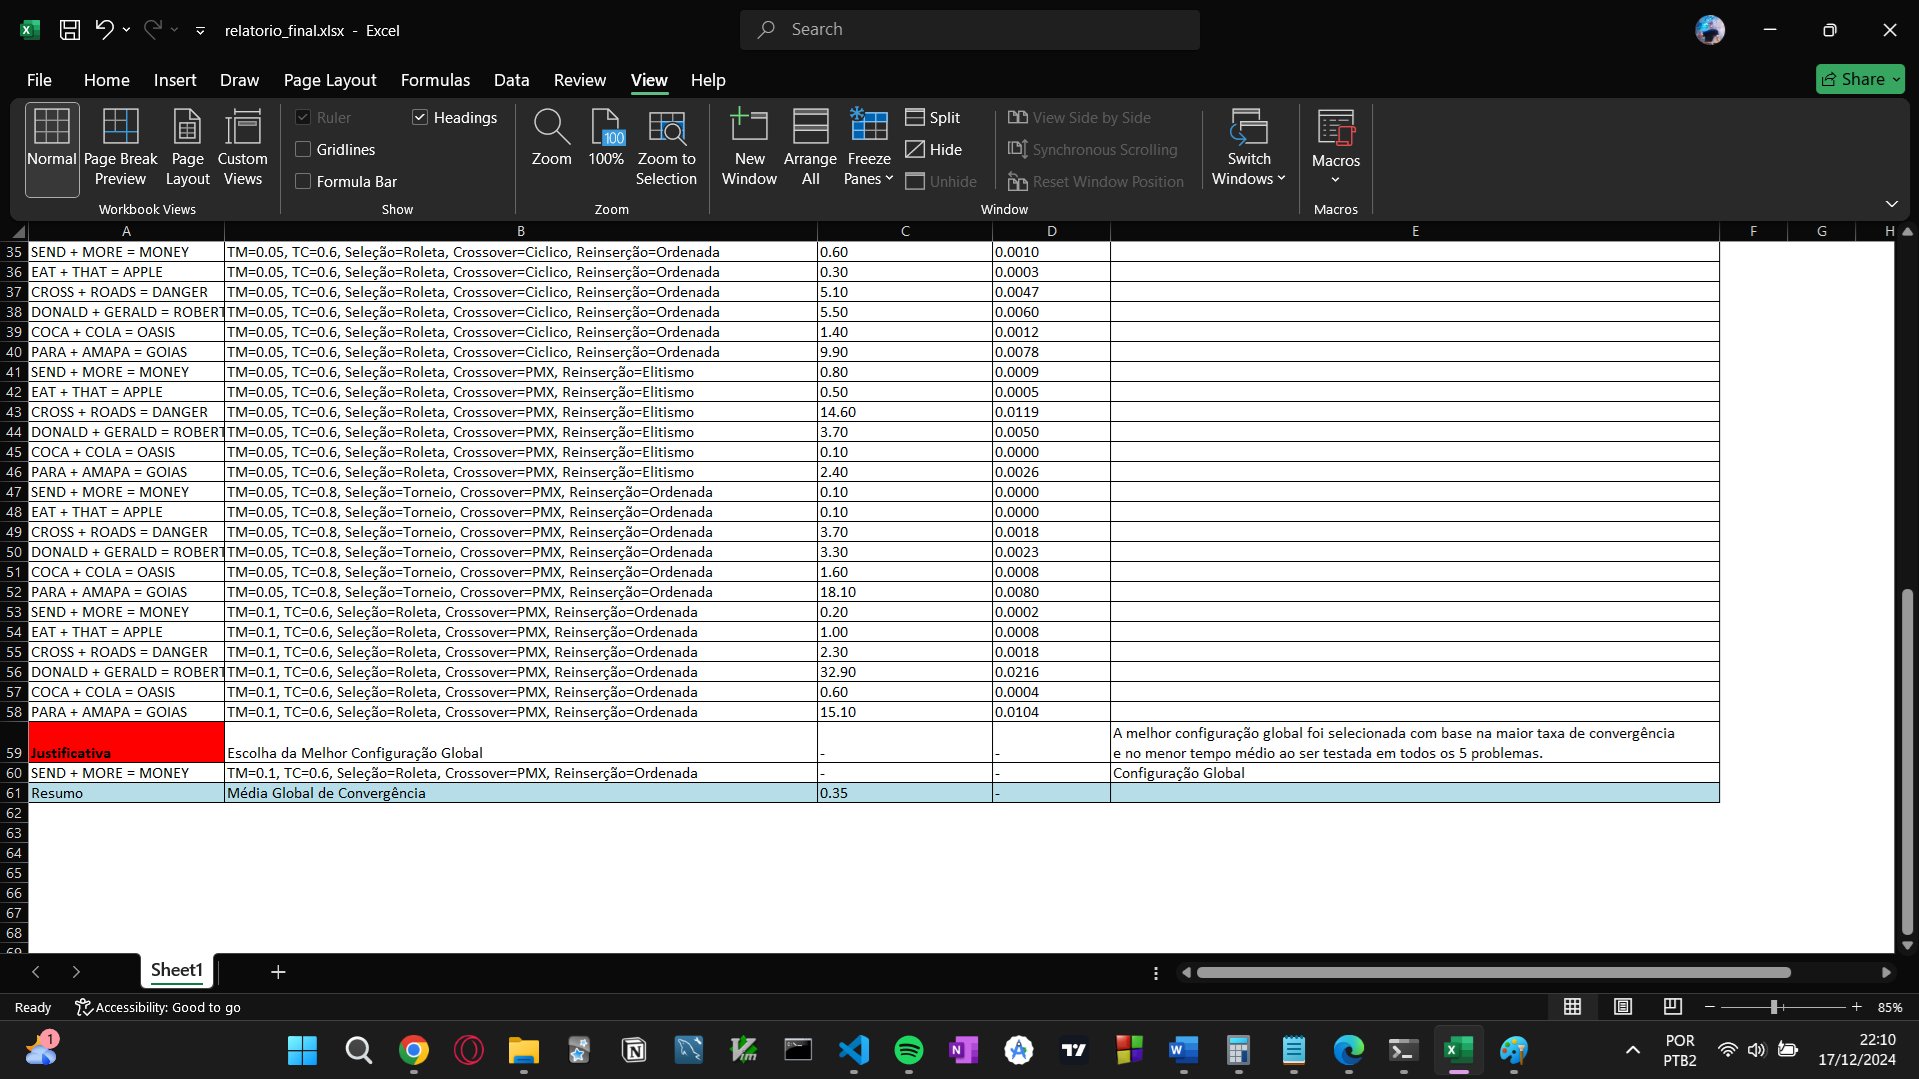 relatorio_final.xlsx - Excel
Search
File Home Insert Draw Page Layout Formulas Data Review View Help
Share
Normal
Page Break Preview
Page Layout
Custom Views
Workbook Views
Ruler
Headings
Gridlines
Formula Bar
Show
Zoom
100
100%
Zoom to Selection
Zoom
New Window
Arrange All
Freeze Panes
Split
Hide
Unhide
View Side by Side
Synchronous Scrolling
Reset Window Position
Window
Switch Windows
Macros
Macros
A B C D E F G H
35 SEND + MORE = MONEY TM=0.05, TC=0.6, Seleção=Roleta, Crossover=Ciclico, Reinserção=Ordenada 0.60 0.0010
36 EAT + THAT = APPLE TM=0.05, TC=0.6, Seleção=Roleta, Crossover=Ciclico, Reinserção=Ordenada 0.30 0.0003
37 CROSS + ROADS = DANGER TM=0.05, TC=0.6, Seleção=Roleta, Crossover=Ciclico, Reinserção=Ordenada 5.10 0.0047
38 DONALD + GERALD = ROBERT TM=0.05, TC=0.6, Seleção=Roleta, Crossover=Ciclico, Reinserção=Ordenada 5.50 0.0060
39 COCA + COLA = OASIS TM=0.05, TC=0.6, Seleção=Roleta, Crossover=Ciclico, Reinserção=Ordenada 1.40 0.0012
40 PARA + AMAPA = GOIAS TM=0.05, TC=0.6, Seleção=Roleta, Crossover=Ciclico, Reinserção=Ordenada 9.90 0.0078
41 SEND + MORE = MONEY TM=0.05, TC=0.6, Seleção=Roleta, Crossover=PMX, Reinserção=Elitismo 0.80 0.0009
42 EAT + THAT = APPLE TM=0.05, TC=0.6, Seleção=Roleta, Crossover=PMX, Reinserção=Elitismo 0.50 0.0005
43 CROSS + ROADS = DANGER TM=0.05, TC=0.6, Seleção=Roleta, Crossover=PMX, Reinserção=Elitismo 14.60 0.0119
44 DONALD + GERALD = ROBERT TM=0.05, TC=0.6, Seleção=Roleta, Crossover=PMX, Reinserção=Elitismo 3.70 0.0050
45 COCA + COLA = OASIS TM=0.05, TC=0.6, Seleção=Roleta, Crossover=PMX, Reinserção=Elitismo 0.10 0.0000
46 PARA + AMAPA = GOIAS TM=0.05, TC=0.6, Seleção=Roleta, Crossover=PMX, Reinserção=Elitismo 2.40 0.0026
47 SEND + MORE = MONEY TM=0.05, TC=0.8, Seleção=Torneio, Crossover=PMX, Reinserção=Ordenada 0.10 0.0000
48 EAT + THAT = APPLE TM=0.05, TC=0.8, Seleção=Torneio, Crossover=PMX, Reinserção=Ordenada 0.10 0.0000
49 CROSS + ROADS = DANGER TM=0.05, TC=0.8, Seleção=Torneio, Crossover=PMX, Reinserção=Ordenada 3.70 0.0018
50 DONALD + GERALD = ROBERT TM=0.05, TC=0.8, Seleção=Torneio, Crossover=PMX, Reinserção=Ordenada 3.30 0.0023
51 COCA + COLA = OASIS TM=0.05, TC=0.8, Seleção=Torneio, Crossover=PMX, Reinserção=Ordenada 1.60 0.0008
52 PARA + AMAPA = GOIAS TM=0.05, TC=0.8, Seleção=Torneio, Crossover=PMX, Reinserção=Ordenada 18.10 0.0080
53 SEND + MORE = MONEY TM=0.1, TC=0.6, Seleção=Roleta, Crossover=PMX, Reinserção=Ordenada 0.20 0.0002
54 EAT + THAT = APPLE TM=0.1, TC=0.6, Seleção=Roleta, Crossover=PMX, Reinserção=Ordenada 1.00 0.0008
55 CROSS + ROADS = DANGER TM=0.1, TC=0.6, Seleção=Roleta, Crossover=PMX, Reinserção=Ordenada 2.30 0.0018
56 DONALD + GERALD = ROBERT TM=0.1, TC=0.6, Seleção=Roleta, Crossover=PMX, Reinserção=Ordenada 32.90 0.0216
57 COCA + COLA = OASIS TM=0.1, TC=0.6, Seleção=Roleta, Crossover=PMX, Reinserção=Ordenada 0.60 0.0004
58 PARA + AMAPA = GOIAS TM=0.1, TC=0.6, Seleção=Roleta, Crossover=PMX, Reinserção=Ordenada 15.10 0.0104
A melhor configuração global foi selecionada com base na maior taxa de convergência
59 Justificativa Escolha da Melhor Configuração Global - - e no menor tempo médio ao ser testada em todos os 5 problemas.
60 SEND + MORE = MONEY TM=0.1, TC=0.6, Seleção=Roleta, Crossover=PMX, Reinserção=Ordenada - - Configuração Global
61 Resumo Média Global de Convergência 0.35 -
62
63
64
65
66
67
68
69
Sheet1
Ready Accessibility: Good to go 85%
1
POR
PTB2
22:10
17/12/2024